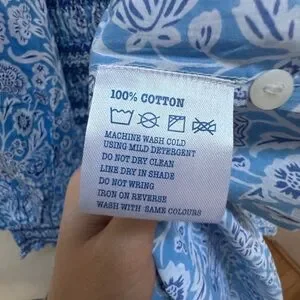 100% COTTON
MACHINE WASH COLD
USING MILD DETERGENT
DO NOT DRY CLEAN
LINE DRY IN SHADE
DO NOT WRING
IRON ON REVERSE
WASH WITH SAME COLOURS